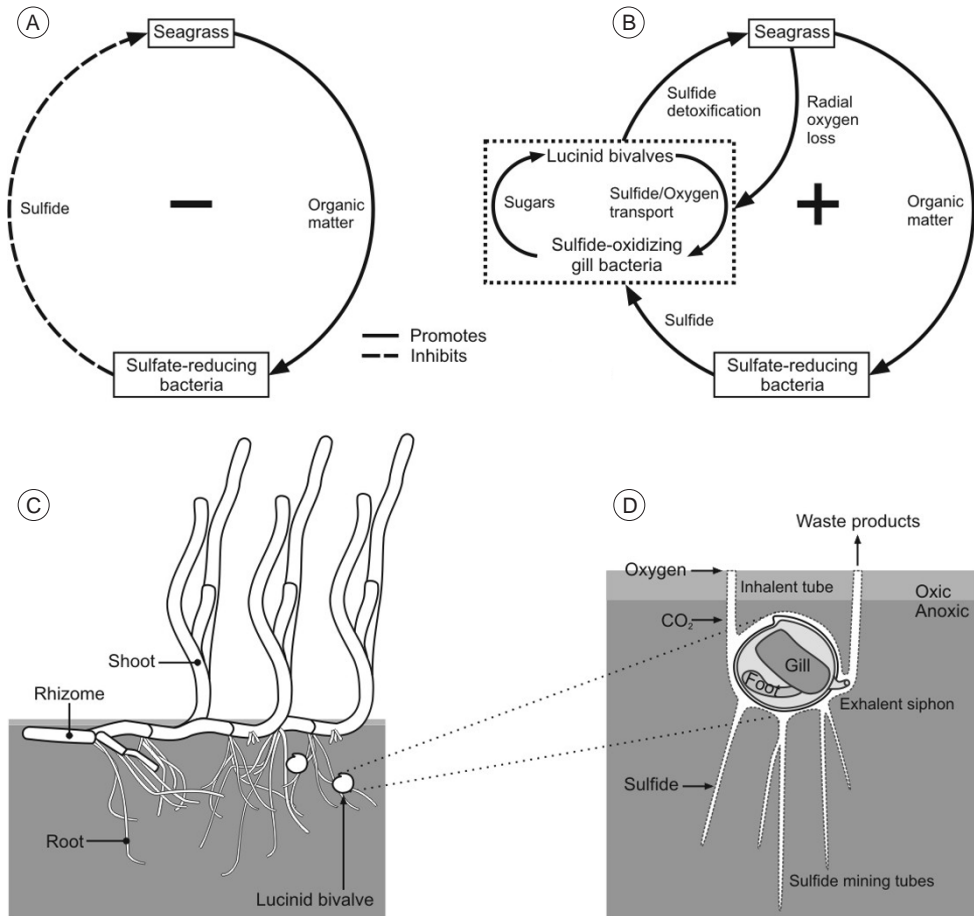 A
Seagrass
Sulfide
Organic
matter
Promotes
Inhibits
Sulfate-reducing
bacteria
B
Seagrass
Sulfide
detoxification
Radial
oxygen
loss
Lucinid bivalves
Sugars
Sulfide/Oxygen
transport
Sulfide-oxidizing
gill bacteria
Organic
matter
Sulfide
Sulfate-reducing
bacteria
C
Shoot
Rhizome
Root
Lucinid bivalve
D
Waste products
Oxygen
Inhalent tube
Oxic
Anoxic
CO₂
Gill
Foot
Exhalent siphon
Sulfide
Sulfide mining tubes